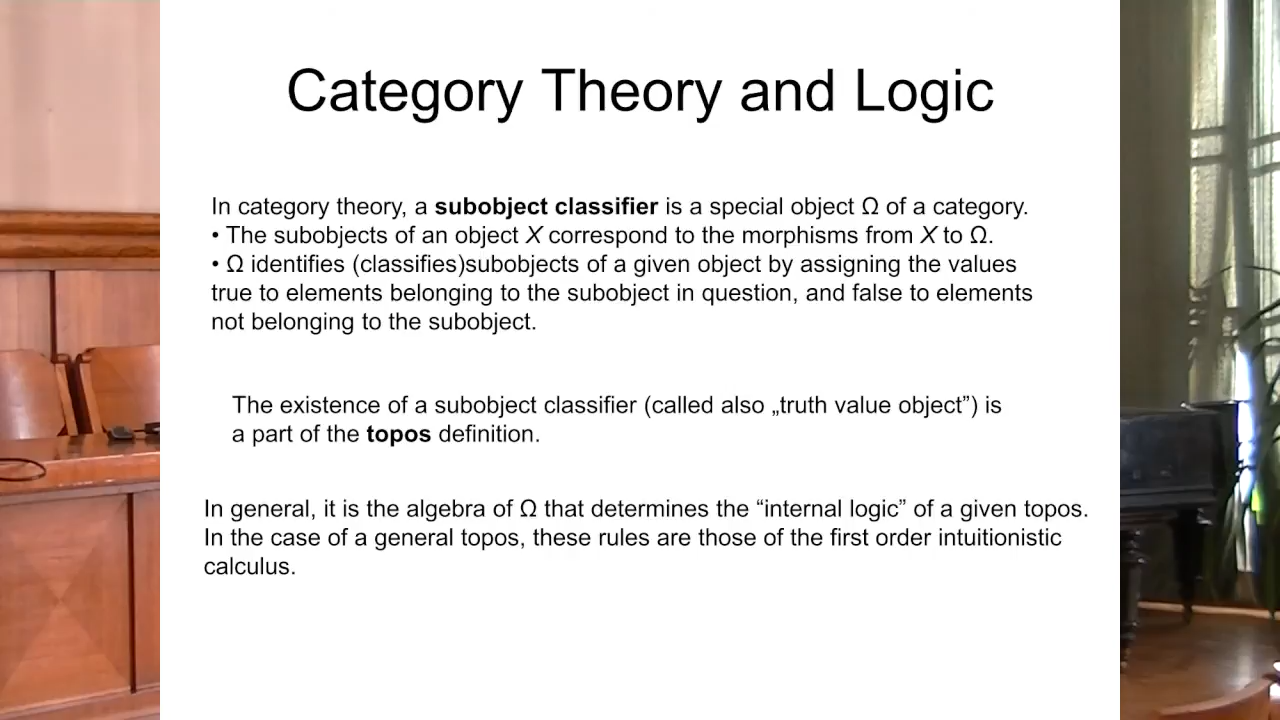 Category Theory and Logic
In category theory, a subobject classifier is a special object Ω of a category.
• The subobjects of an object X correspond to the morphisms from X to Ω.
• Ω identifies (classifies)subobjects of a given object by assigning the values
true to elements belonging to the subobject in question, and false to elements
not belonging to the subobject.
The existence of a subobject classifier (called also „truth value object”) is
a part of the topos definition.
In general, it is the algebra of Ω that determines the “internal logic” of a given topos.
In the case of a general topos, these rules are those of the first order intuitionistic
calculus.